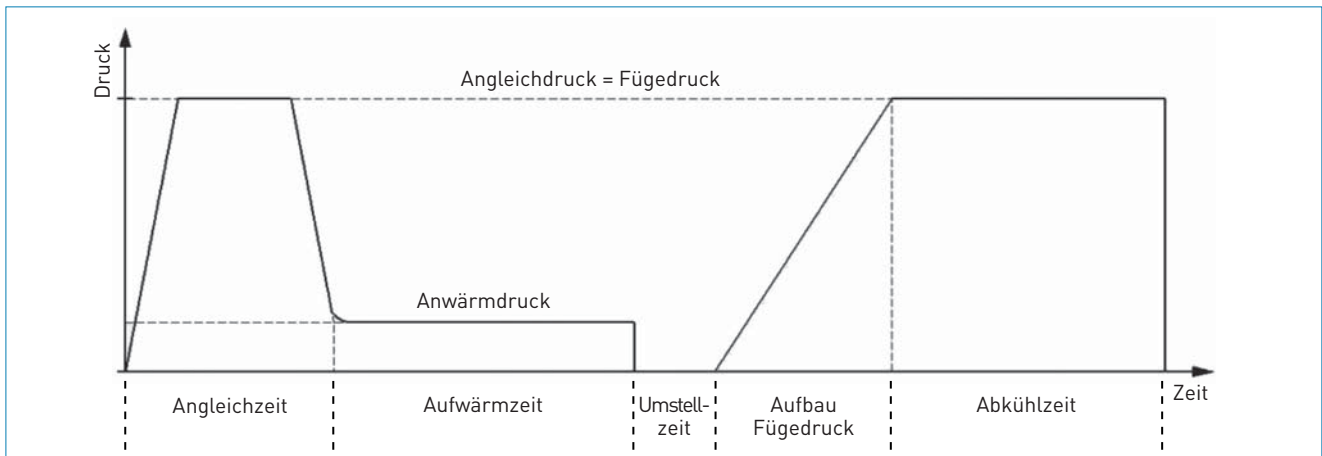 Druck
Angleichdruck = Fügedruck
Anwärmdruck
Zeit
Angleichzeit
Aufwärmzeit
Umstell-
zeit
Aufbau
Fügedruck
Abkühlzeit